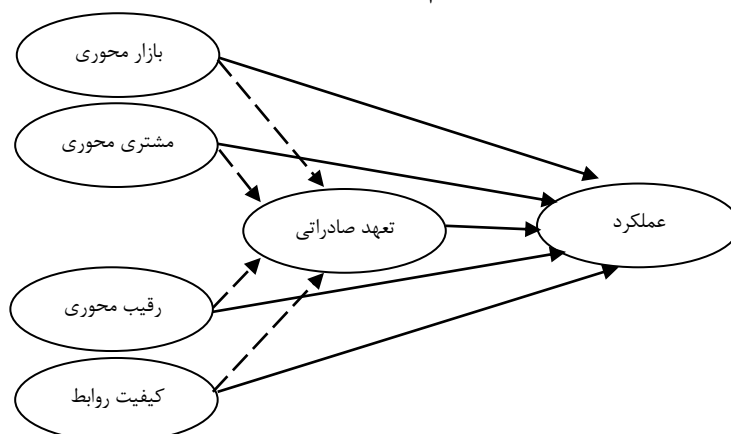 بازار محوری
مشتری محوری
تعهد صادراتی
عملکرد
رقیب محوری
کیفیت روابط